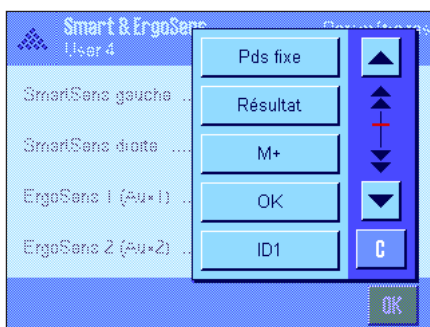 Smart & ErgoSens
User 4
SmartSens gauche ...
SmartSens droite ....
ErgoSens 1 (Aux1) ..
ErgoSens 2 (Aux2) ..
Pds fixe
Résultat
M+
OK
ID1
C
OK